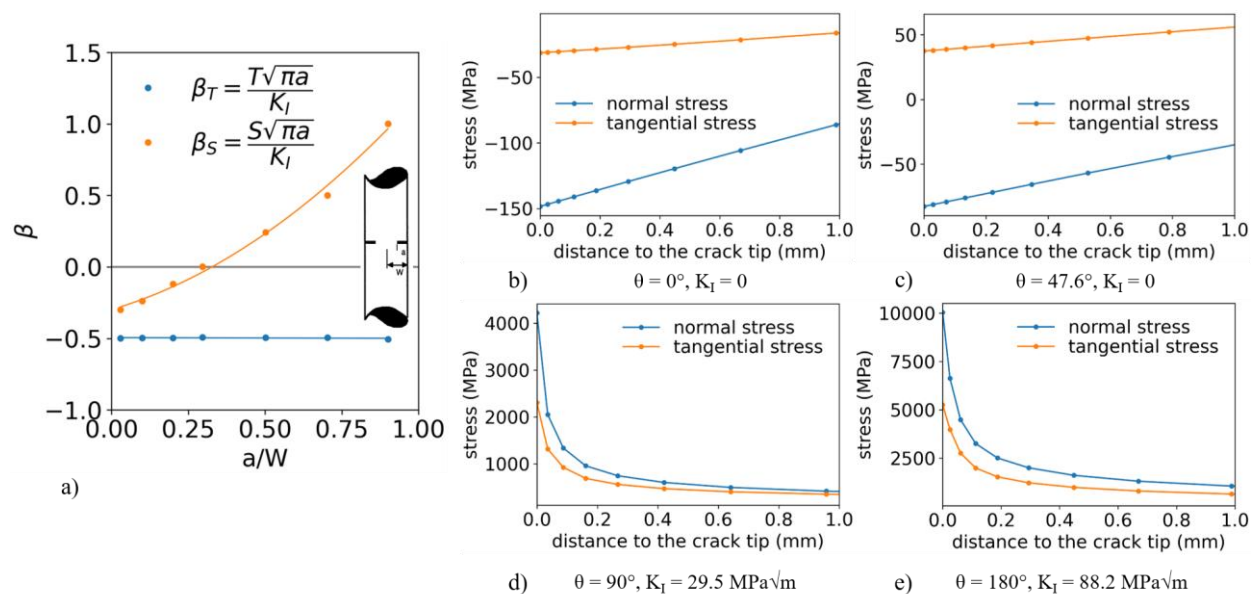 1.5
1.0
0.5
0.0
−0.5
−1.0
β
β_T = T√πa / K_I
β_S = S√πa / K_I
a
W
0.00 0.25 0.50 0.75 1.00
a/W
a)
0
−50
−100
−150
stress (MPa)
normal stress
tangential stress
0.0 0.2 0.4 0.6 0.8 1.0
distance to the crack tip (mm)
b) θ = 0°, K_I = 0
50
0
−50
stress (MPa)
normal stress
tangential stress
0.0 0.2 0.4 0.6 0.8 1.0
distance to the crack tip (mm)
c) θ = 47.6°, K_I = 0
4000
3000
2000
1000
stress (MPa)
normal stress
tangential stress
0.0 0.2 0.4 0.6 0.8 1.0
distance to the crack tip (mm)
d) θ = 90°, K_I = 29.5 MPa√m
10000
7500
5000
2500
stress (MPa)
normal stress
tangential stress
0.0 0.2 0.4 0.6 0.8 1.0
distance to the crack tip (mm)
e) θ = 180°, K_I = 88.2 MPa√m